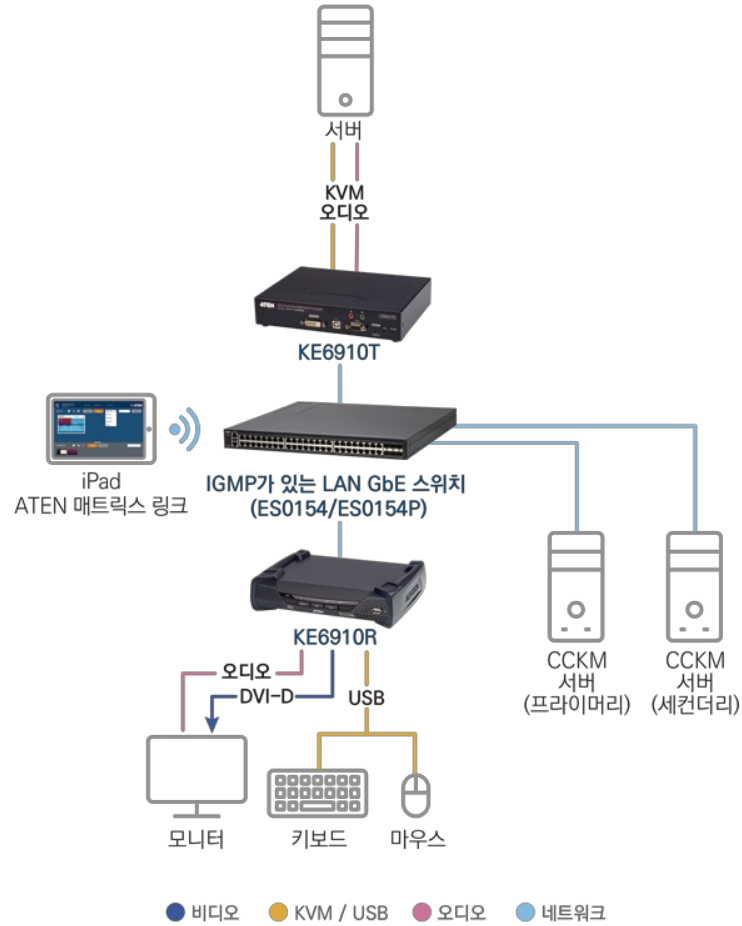 서버
KVM
오디오
ATEN
KE6910T
iPad
ATEN 매트릭스 링크
IGMP가 있는 LAN GbE 스위치
(ES0154/ES0154P)
KE6910R
오디오
DVI-D
USB
CCKM
서버
(프라이머리)
CCKM
서버
(세컨더리)
모니터
키보드
마우스
비디오
KVM / USB
오디오
네트워크